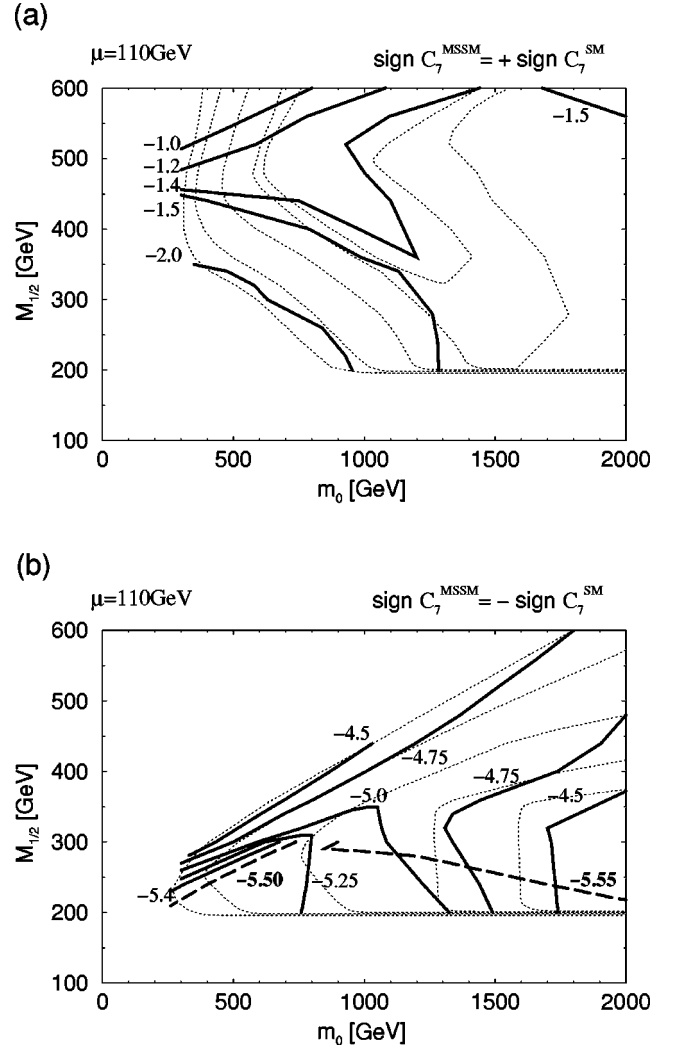 (a)
μ=110GeV sign C₇ᴹˢˢᴹ= + sign C₇ˢᴹ
600
−1.5
−1.0
500
−1.2
−1.4
400
−1.5
−2.0
300
200
100
M₁/₂ [GeV]
0 500 1000 1500 2000
m₀ [GeV]
(b)
μ=110GeV sign C₇ᴹˢˢᴹ= − sign C₇ˢᴹ
600
500
−4.5
−4.75
400
−4.75
−5.0 −4.5
300
−5.4 −5.50 −5.25 −5.55
200
100
M₁/₂ [GeV]
0 500 1000 1500 2000
m₀ [GeV]